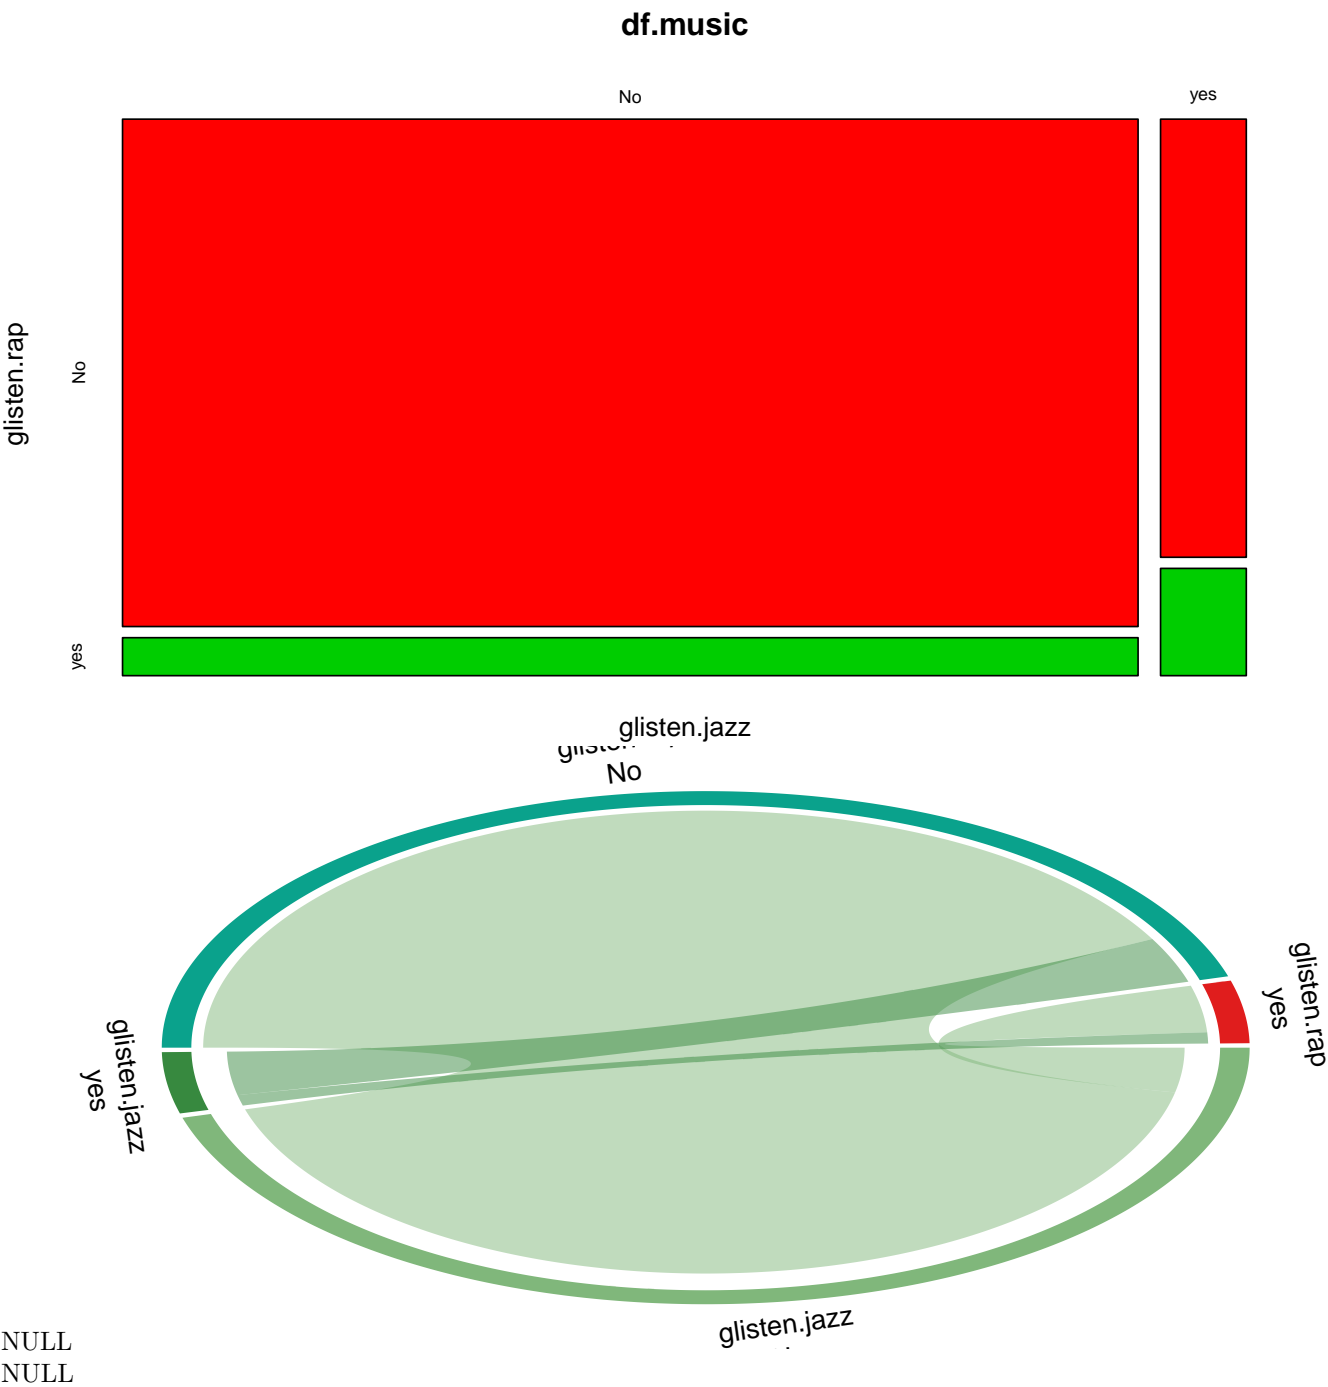 df.music
No
yes
glisten.rap
No
yes
glisten.jazz
No
glisten.rap
yes
glisten.jazz
yes
glisten.jazz
NULL
NULL